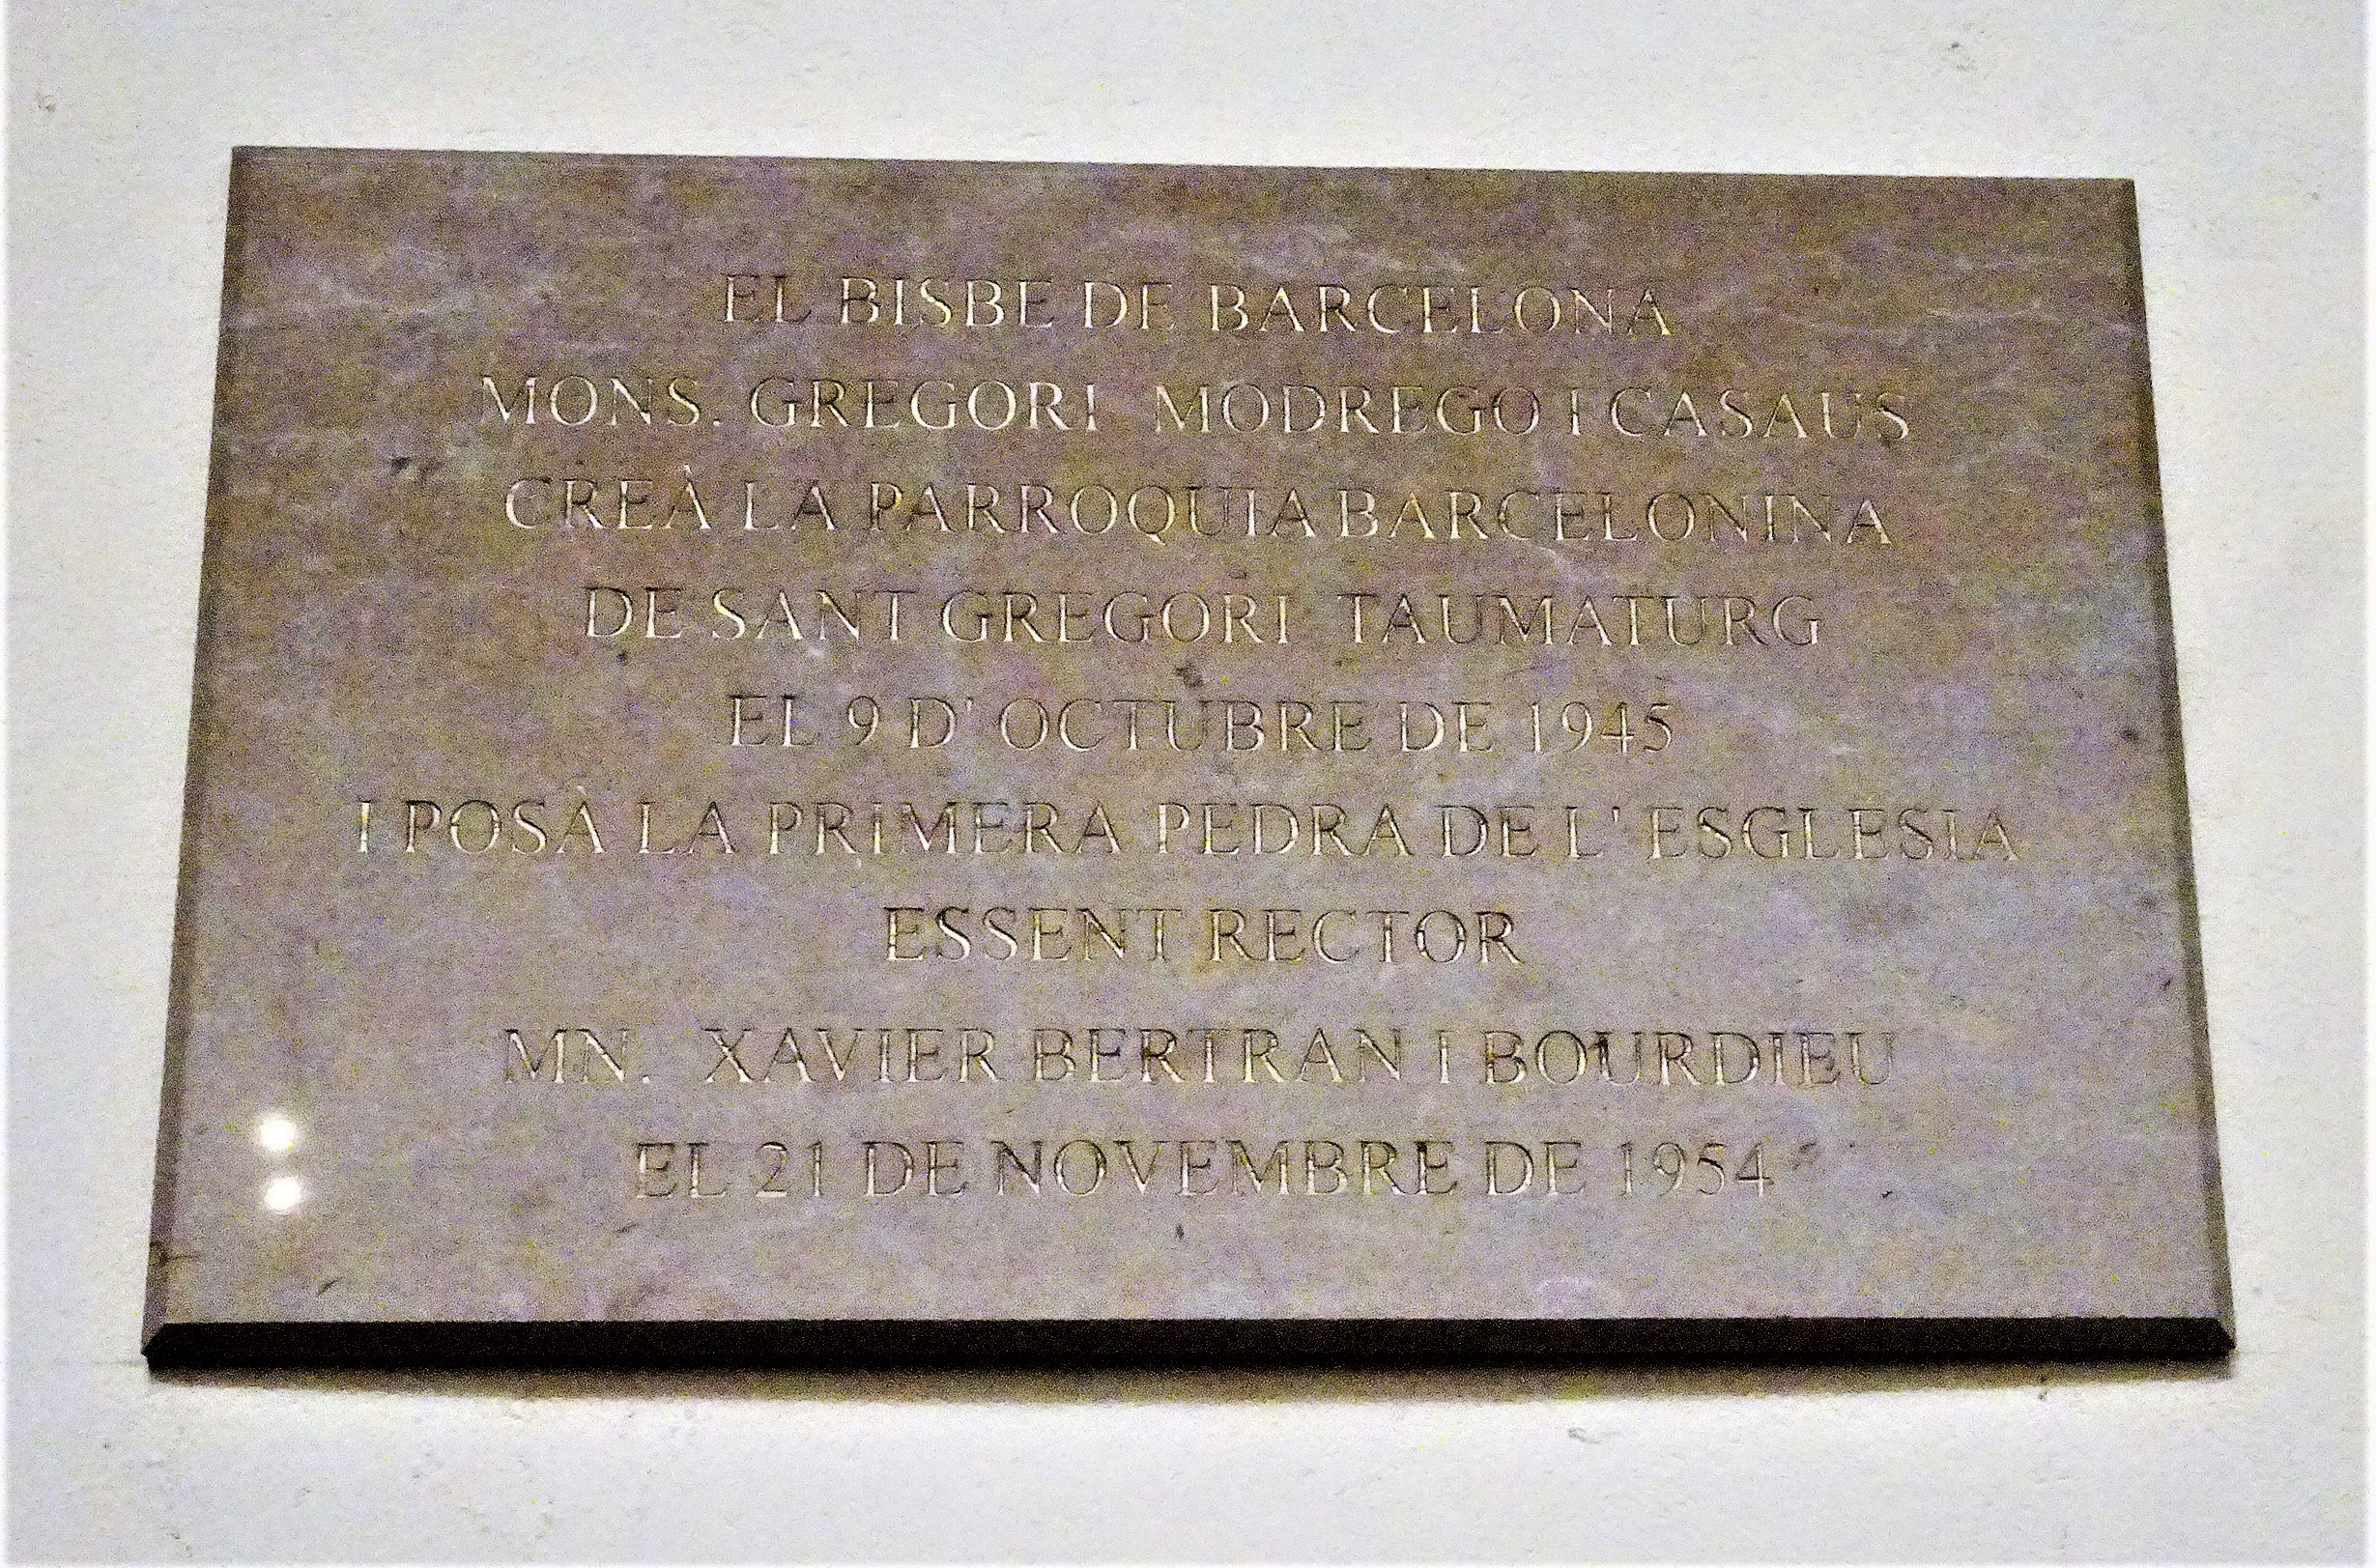 EL BISBE DE BARCELONA
MONS. GREGORI MODREGO I CASAUS
CREÀ LA PARROQUIA BARCELONINA
DE SANT GREGORI TAUMATURG
EL 9 D' OCTUBRE DE 1945
I POSÀ LA PRIMERA PEDRA DE L' ESGLESIA
ESSENT RECTOR
MN. XAVIER BERTRAN I BOURDIEU
EL 21 DE NOVEMBRE DE 1954